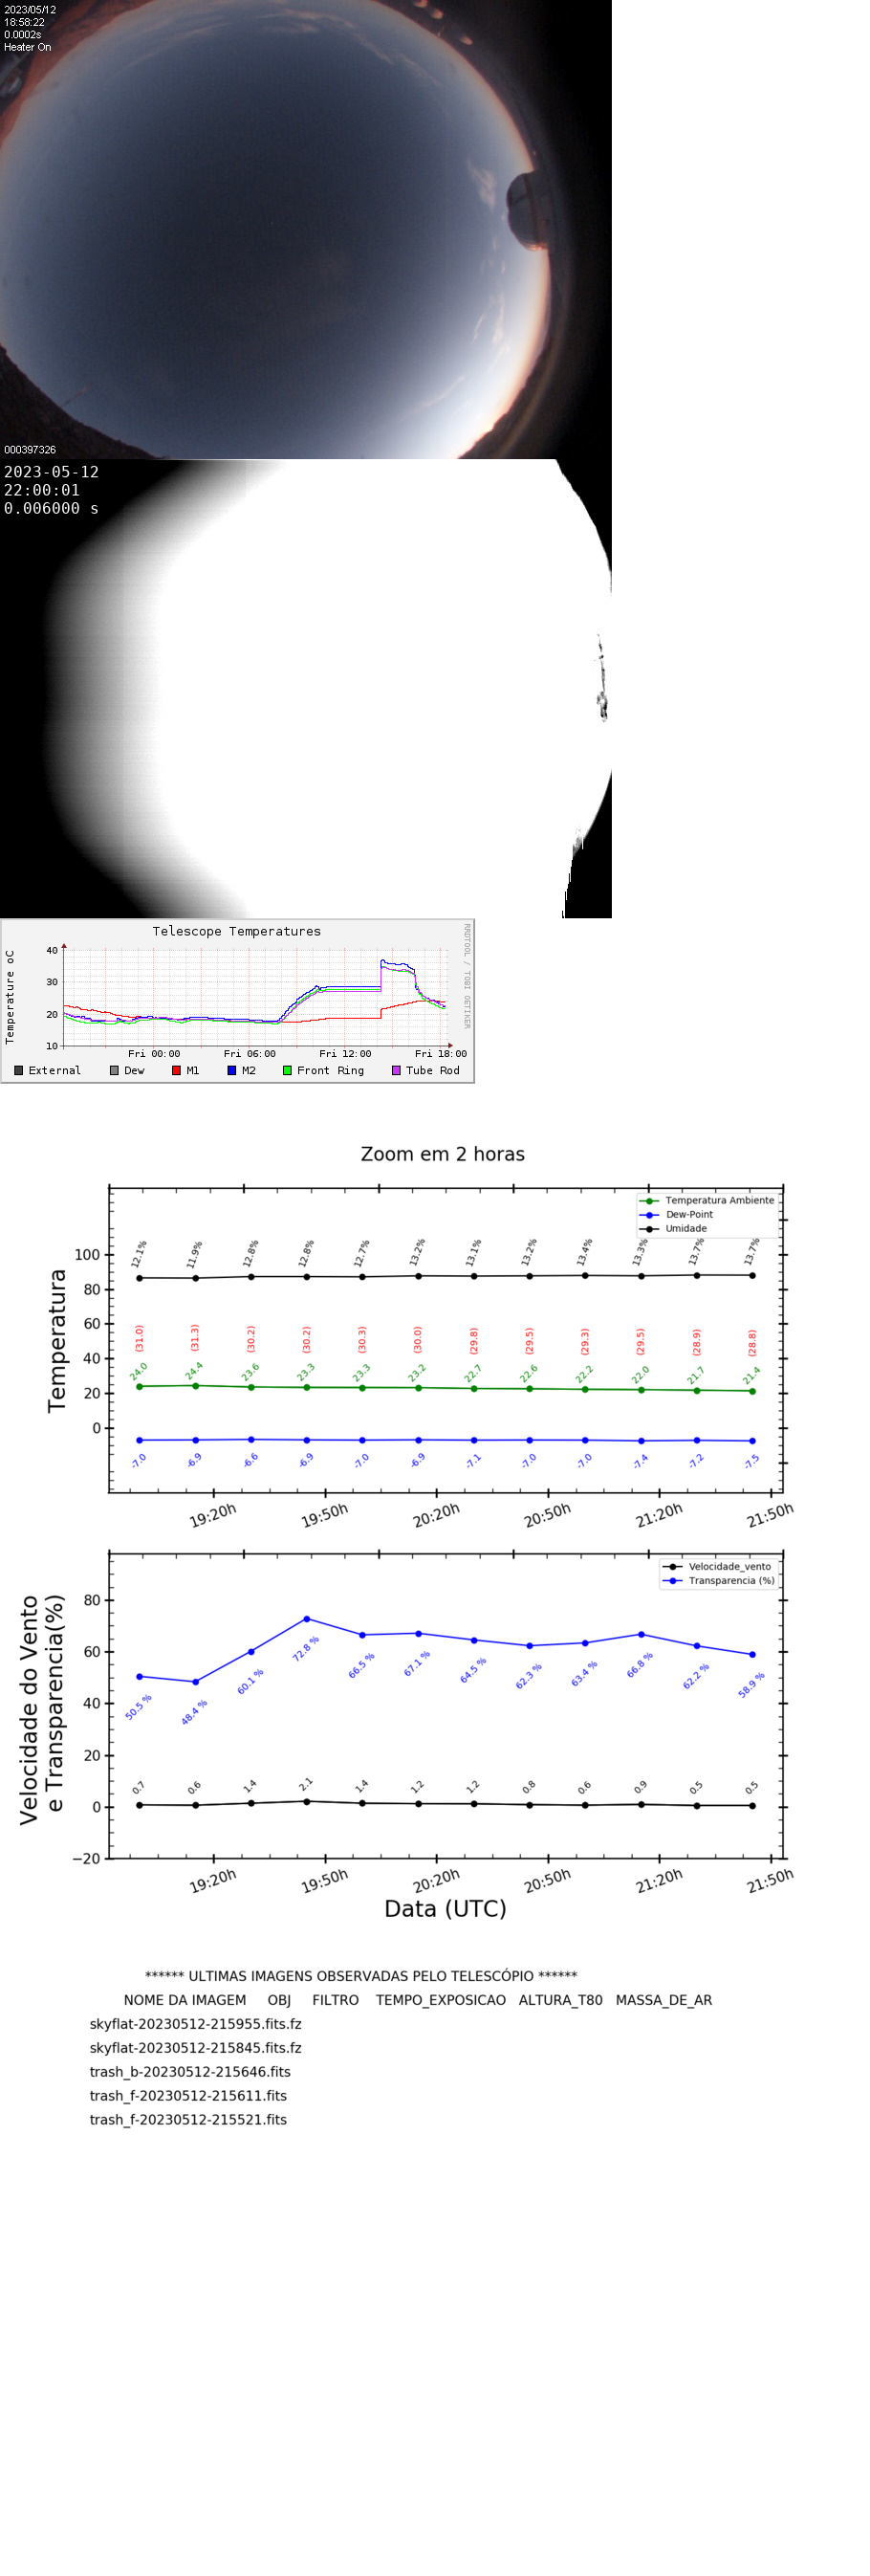 2023/05/12
18:58:22
0.0002s
Heater On
000397326
2023-05-12
22:00:01
0.006000 s
Telescope Temperatures
RRDTOOL / TOBI OETIKER
Temperature oC
40
30
20
10
Fri 00:00 Fri 06:00 Fri 12:00 Fri 18:00
External Dew M1 M2 Front Ring Tube Rod
Zoom em 2 horas
Temperatura Ambiente
Dew-Point
Umidade
Temperatura
100
80
60
40
20
0
12.1% 11.9% 12.8% 12.8% 12.7% 13.2% 13.1% 13.2% 13.4% 13.3% 13.7% 13.7%
(31.0) (31.3) (30.2) (30.2) (30.3) (30.0) (29.8) (29.5) (29.3) (29.5) (28.9) (28.8)
24.0 24.4 23.6 23.3 23.3 23.2 22.7 22.6 22.2 22.0 21.7 21.4
-7.0 -6.9 -6.6 -6.9 -7.0 -6.9 -7.1 -7.0 -7.0 -7.4 -7.2 -7.5
19:20h 19:50h 20:20h 20:50h 21:20h 21:50h
Velocidade_vento
Transparencia (%)
Velocidade do Vento
e Transparencia(%)
80
60
40
20
0
−20
50.5 % 48.4 % 60.1 % 72.8 % 66.5 % 67.1 % 64.5 % 62.3 % 63.4 % 66.8 % 62.2 % 58.9 %
0.7 0.6 1.4 2.1 1.4 1.2 1.2 0.8 0.6 0.9 0.5 0.5
19:20h 19:50h 20:20h 20:50h 21:20h 21:50h
Data (UTC)
****** ULTIMAS IMAGENS OBSERVADAS PELO TELESCÓPIO ******
NOME DA IMAGEM OBJ FILTRO TEMPO_EXPOSICAO ALTURA_T80 MASSA_DE_AR
skyflat-20230512-215955.fits.fz
skyflat-20230512-215845.fits.fz
trash_b-20230512-215646.fits
trash_f-20230512-215611.fits
trash_f-20230512-215521.fits